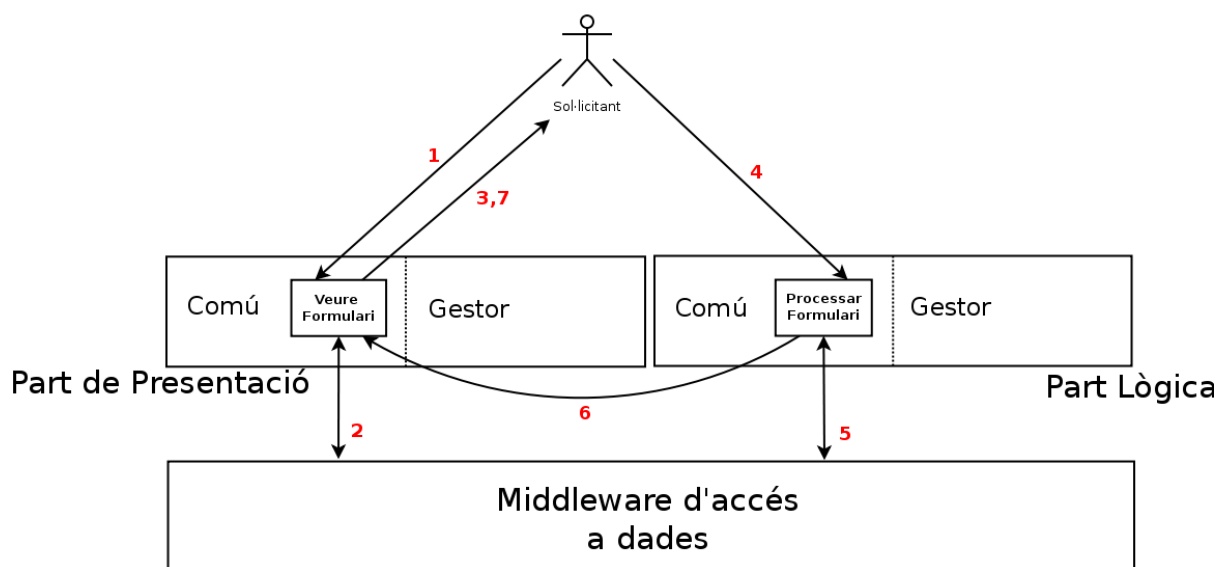 Sol·licitant
1
3,7
4
Comú
Veure
Formulari
Gestor
Comú
Processar
Formulari
Gestor
Part de Presentació
Part Lògica
6
2
5
Middleware d'accés
a dades